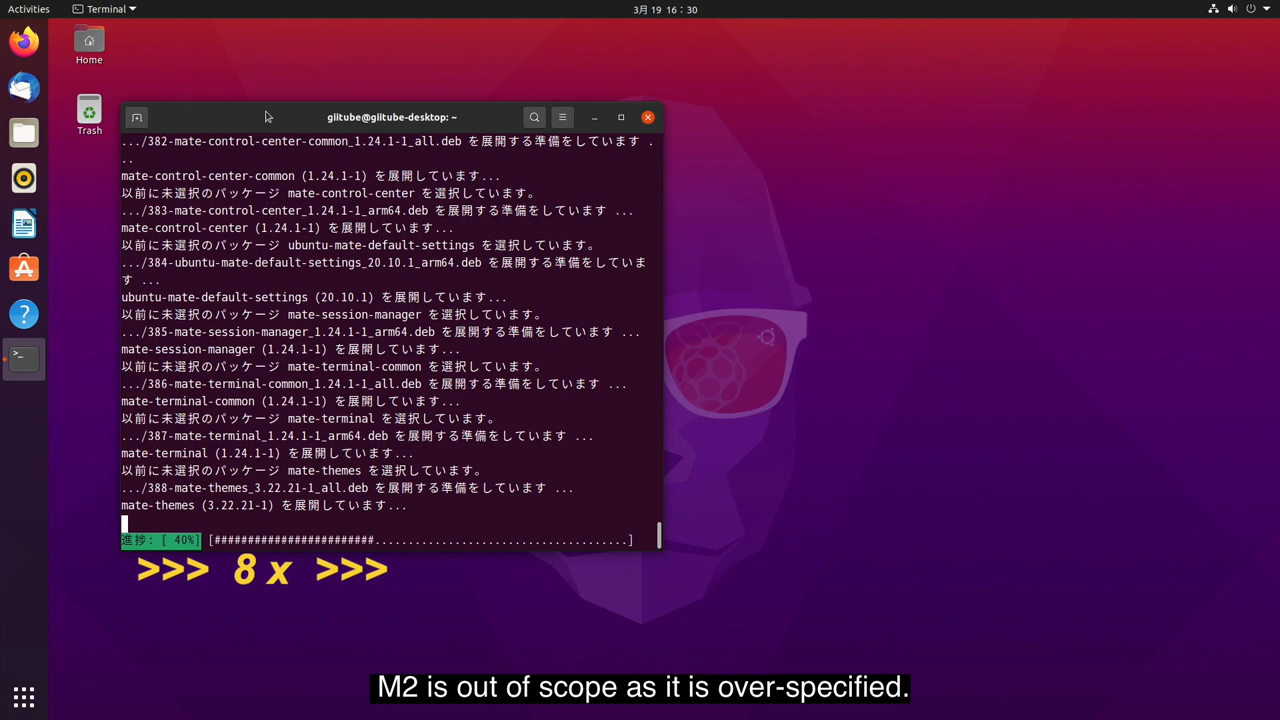 Activities
Terminal
3月 19 16：30
Home
Trash
giitube@giitube-desktop: ~
.../382-mate-control-center-common_1.24.1-1_all.deb を展開する準備をしています .
..
mate-control-center-common (1.24.1-1) を展開しています...
以前に未選択のパッケージ mate-control-center を選択しています。
.../383-mate-control-center_1.24.1-1_arm64.deb を展開する準備をしています ...
mate-control-center (1.24.1-1) を展開しています...
以前に未選択のパッケージ ubuntu-mate-default-settings を選択しています。
.../384-ubuntu-mate-default-settings_20.10.1_arm64.deb を展開する準備をしていま
す ...
ubuntu-mate-default-settings (20.10.1) を展開しています...
以前に未選択のパッケージ mate-session-manager を選択しています。
.../385-mate-session-manager_1.24.1-1_arm64.deb を展開する準備をしています ...
mate-session-manager (1.24.1-1) を展開しています...
以前に未選択のパッケージ mate-terminal-common を選択しています。
.../386-mate-terminal-common_1.24.1-1_all.deb を展開する準備をしています ...
mate-terminal-common (1.24.1-1) を展開しています...
以前に未選択のパッケージ mate-terminal を選択しています。
.../387-mate-terminal_1.24.1-1_arm64.deb を展開する準備をしています ...
mate-terminal (1.24.1-1) を展開しています...
以前に未選択のパッケージ mate-themes を選択しています。
.../388-mate-themes_3.22.21-1_all.deb を展開する準備をしています ...
mate-themes (3.22.21-1) を展開しています...
進捗: [ 40%] [########################......................................]
>>> 8 x >>>
M2 is out of scope as it is over-specified.